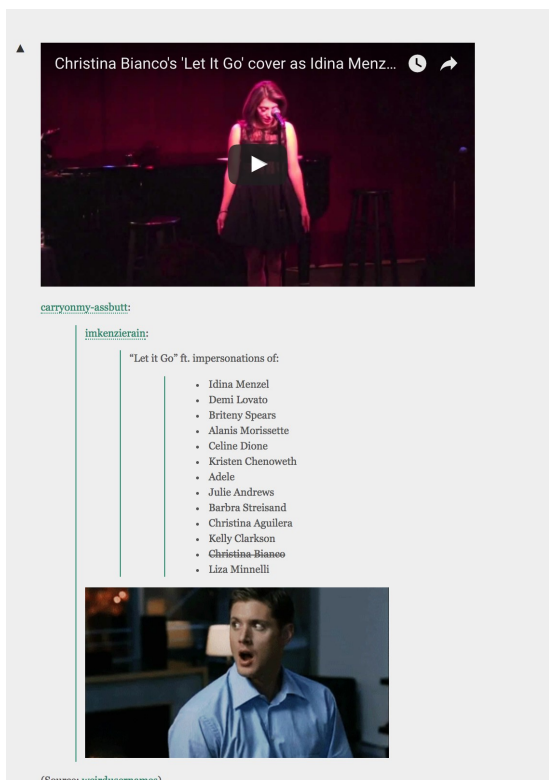 Christina Bianco's 'Let It Go' cover as Idina Menz...
carryonmy-assbutt:
imkenzierain:
“Let it Go” ft. impersonations of:
• Idina Menzel
• Demi Lovato
• Briteny Spears
• Alanis Morissette
• Celine Dione
• Kristen Chenoweth
• Adele
• Julie Andrews
• Barbra Streisand
• Christina Aguilera
• Kelly Clarkson
• Christina Bianco
• Liza Minnelli
(Source: weirdusernames)